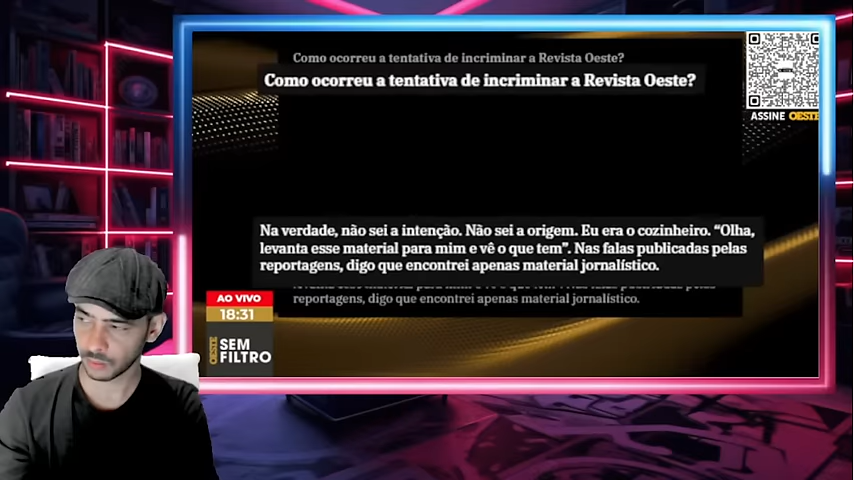 Como ocorreu a tentativa de incriminar a Revista Oeste?
Como ocorreu a tentativa de incriminar a Revista Oeste?
ASSINE OESTE
Na verdade, não sei a intenção. Não sei a origem. Eu era o cozinheiro. “Olha,
levanta esse material para mim e vê o que tem”. Nas falas publicadas pelas
reportagens, digo que encontrei apenas material jornalístico.
reportagens, digo que encontrei apenas material jornalístico.
AO VIVO
18:31
OESTE
SEM
FILTRO